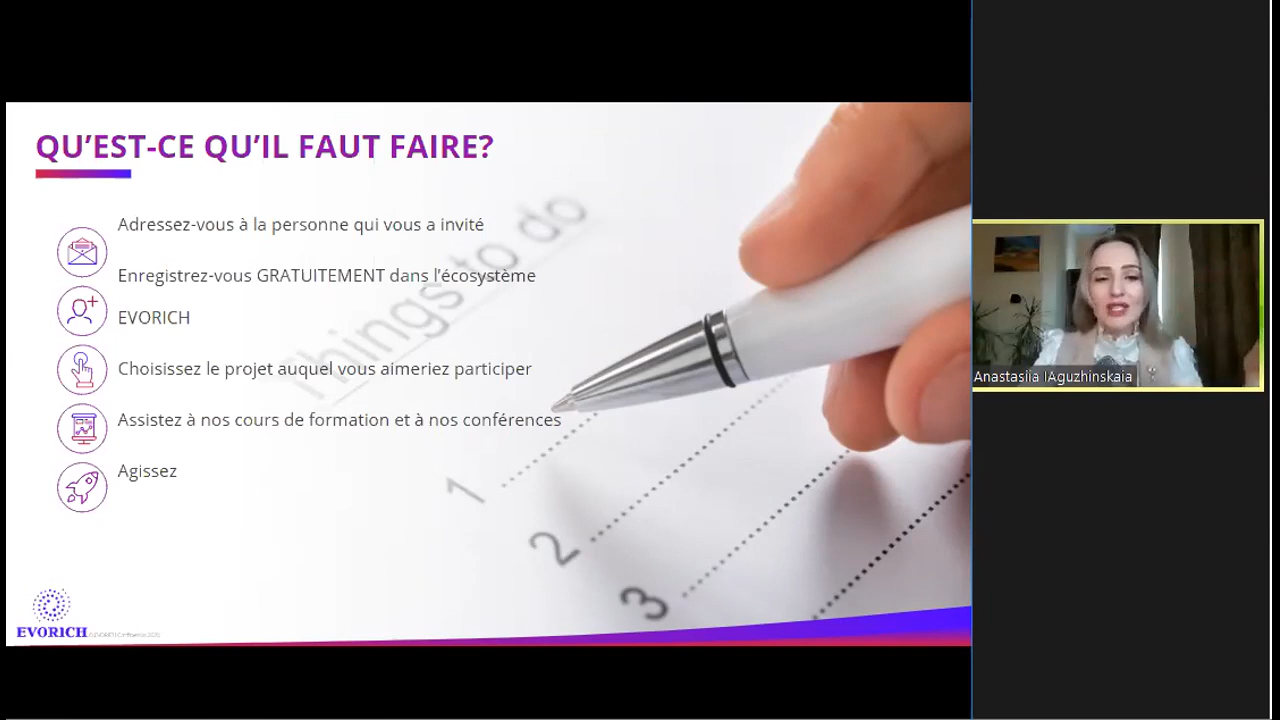 QU'EST-CE QU'IL FAUT FAIRE?
Adressez-vous à la personne qui vous a invité
Enregistrez-vous GRATUITEMENT dans l'écosystème
EVORICH
Choisissez le projet auquel vous aimeriez participer
Assistez à nos cours de formation et à nos conférences
Agissez
Things to do
1
2
3
EVORICH
Anastasiia IAguzhinskaia